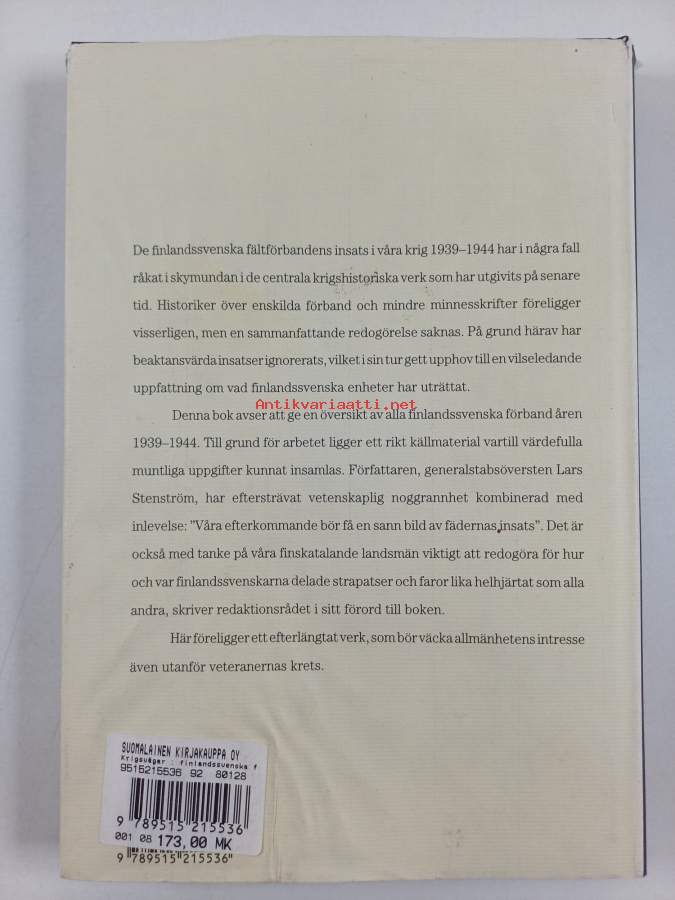 De finlandssvenska fältförbandens insats i våra krig 1939–1944 har i några fall
råkat i skymundan i de centrala krigshistoriska verk som har utgivits på senare
tid. Historiker över enskilda förband och mindre minnesskrifter föreligger
visserligen, men en sammanfattande redogörelse saknas. På grund härav har
beaktansvärda insatser ignorerats, vilket i sin tur gett upphov till en vilseledande
uppfattning om vad finlandssvenska enheter har uträttat.
Antikvariaatti.net
Denna bok avser att ge en översikt av alla finlandssvenska förband åren
1939–1944. Till grund för arbetet ligger ett rikt källmaterial vartill värdefulla
muntliga uppgifter kunnat insamlas. Författaren, generalstabsöversten Lars
Stenström, har eftersträvat vetenskaplig noggrannhet kombinerad med
inlevelse: "Våra efterkommande bör få en sann bild av fädernas insats". Det är
också med tanke på våra finskatalande landsmän viktigt att redogöra för hur
och var finlandssvenskarna delade strapatser och faror lika helhjärtat som alla
andra, skriver redaktionsrådet i sitt förord till boken.
Här föreligger ett efterlängtat verk, som bör väcka allmänhetens intresse
även utanför veteranernas krets.
SUOMALAINEN KIRJAKAUPPA OY
Krigsvägar : finlandssvenska f
9515215536 92 80128
9 789515 215536
001 08 173,00 MK
9 789515 215536